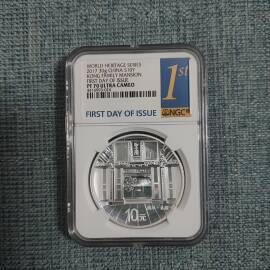 WORLD HERITAGE SERIES
2017 30g CHINA S10Y
KONG FAMILY MANSION
FIRST DAY OF ISSUE
PF 70 ULTRA CAMEO
1st
NGC
FIRST DAY OF ISSUE
10元